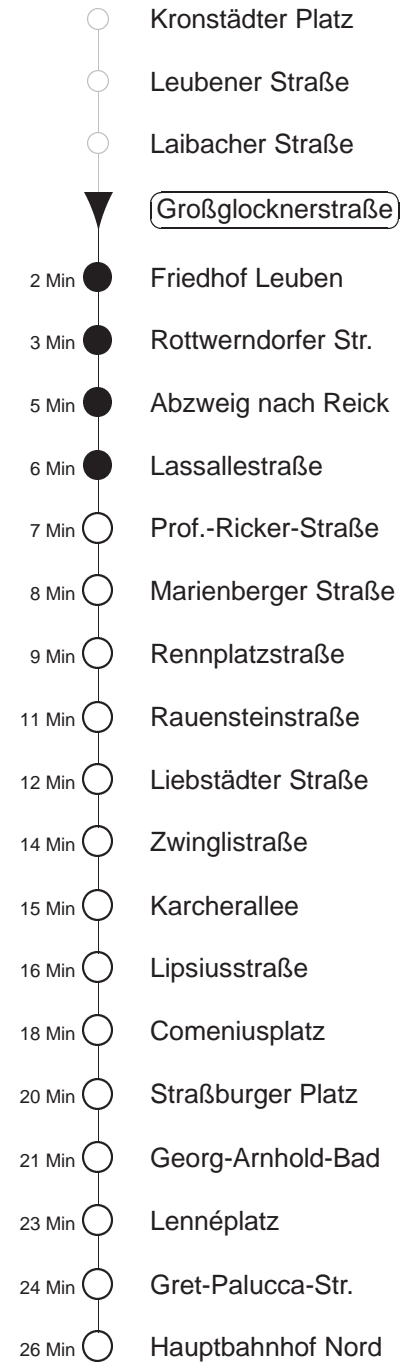 Kronstädter Platz
Leubener Straße
Laibacher Straße
Großglocknerstraße
2 Min Friedhof Leuben
3 Min Rottwerndorfer Str.
5 Min Abzweig nach Reick
6 Min Lassallestraße
7 Min Prof.-Ricker-Straße
8 Min Marienberger Straße
9 Min Rennplatzstraße
11 Min Rauensteinstraße
12 Min Liebstädter Straße
14 Min Zwinglistraße
15 Min Karcherallee
16 Min Lipsiusstraße
18 Min Comeniusplatz
20 Min Straßburger Platz
21 Min Georg-Arnhold-Bad
23 Min Lennéplatz
24 Min Gret-Palucca-Str.
26 Min Hauptbahnhof Nord